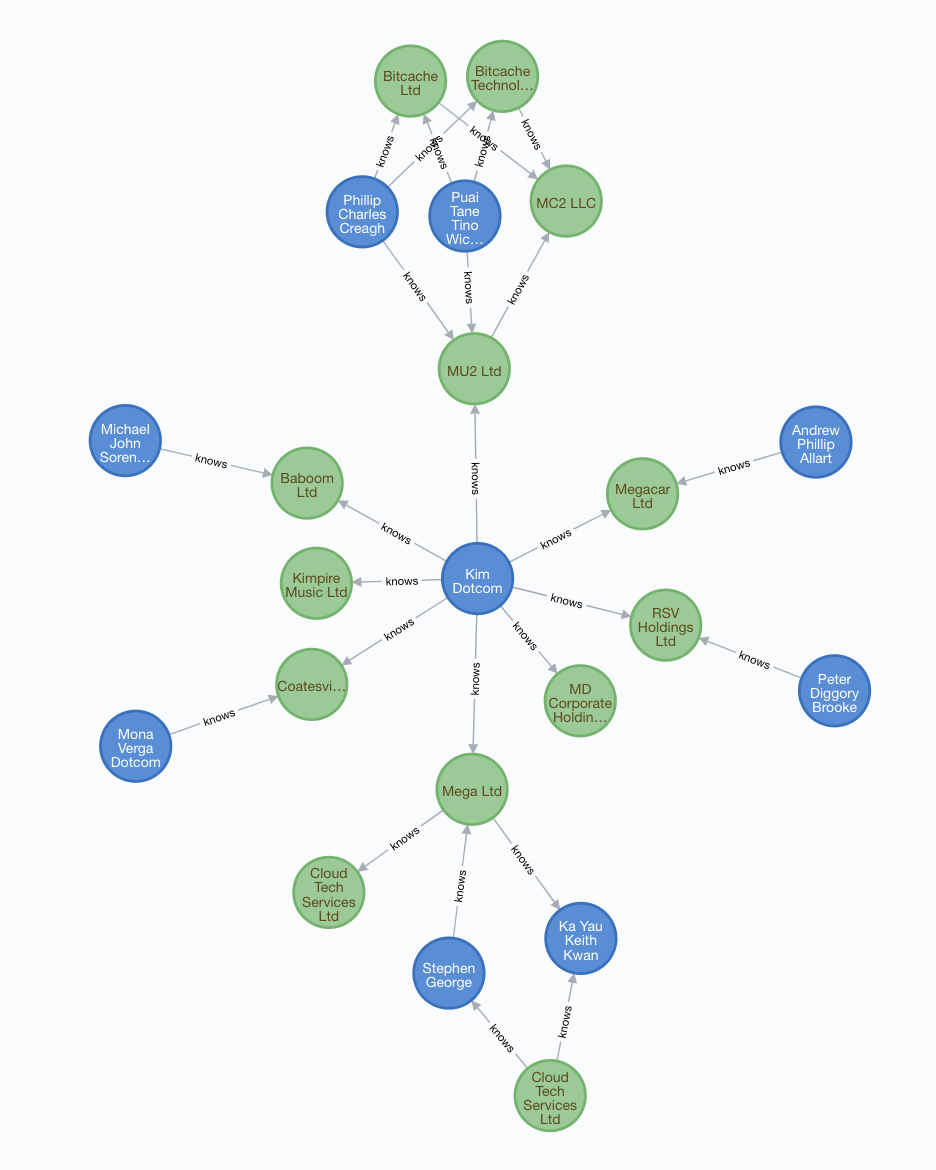 Bitcache
Ltd
Bitcache
Technol…
knows
knows
knows
knows
knows
knows
Phillip
Charles
Creagh
Puai
Tane
Tino
Wic…
MC2 LLC
knows
knows
knows
MU2 Ltd
Michael
John
Soren…
knows
Baboom
Ltd
knows
Megacar
Ltd
knows
Andrew
Phillip
Allart
knows
knows
Kimpire
Music Ltd
knows
Kim
Dotcom
knows
RSV
Holdings
Ltd
knows
Peter
Diggory
Brooke
knows
Coatesvi…
knows
Mona
Verga
Dotcom
knows
knows
MD
Corporate
Holdin…
Mega Ltd
knows
knows
Cloud
Tech
Services
Ltd
knows
Ka Yau
Keith
Kwan
Stephen
George
knows
knows
Cloud
Tech
Services
Ltd